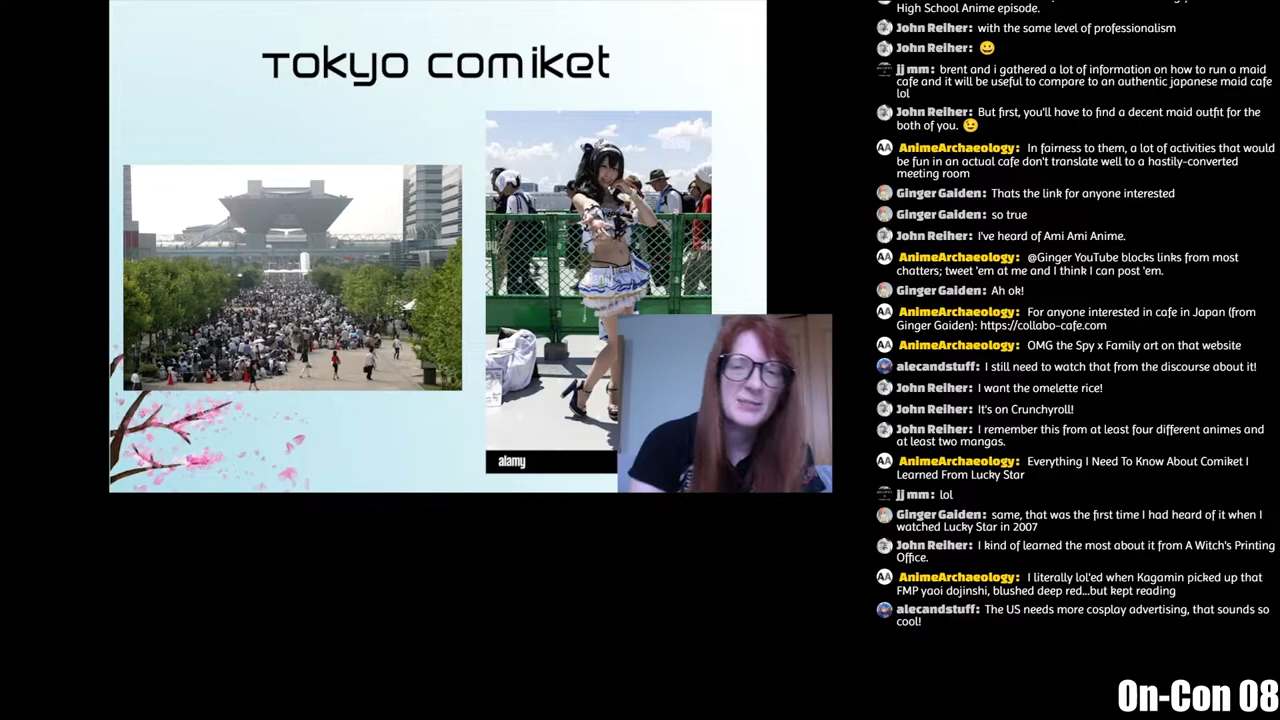 TOKYO COMIKET
alamy
alamy
High School Anime episode.
John Reiher: with the same level of professionalism
John Reiher: 😀
jj mm: brent and i gathered a lot of information on how to run a maid
cafe and it will be useful to compare to an authentic japanese maid cafe
lol
John Reiher: But first, you'll have to find a decent maid outfit for the
both of you. 😉
AA AnimeArchaeology: In fairness to them, a lot of activities that would
be fun in an actual cafe don't translate well to a hastily-converted
meeting room
Ginger Gaiden: Thats the link for anyone interested
Ginger Gaiden: so true
John Reiher: I've heard of Ami Ami Anime.
AA AnimeArchaeology: @Ginger YouTube blocks links from most
chatters; tweet 'em at me and I think I can post 'em.
Ginger Gaiden: Ah ok!
AA AnimeArchaeology: For anyone interested in cafe in Japan (from
Ginger Gaiden): https://collabo-cafe.com
AA AnimeArchaeology: OMG the Spy x Family art on that website
alecandstuff: I still need to watch that from the discourse about it!
John Reiher: I want the omelette rice!
John Reiher: It's on Crunchyroll!
John Reiher: I remember this from at least four different animes and
at least two mangas.
AA AnimeArchaeology: Everything I Need To Know About Comiket I
Learned From Lucky Star
jj mm: lol
Ginger Gaiden: same, that was the first time I had heard of it when I
watched Lucky Star in 2007
John Reiher: I kind of learned the most about it from A Witch's Printing
Office.
AA AnimeArchaeology: I literally lol'ed when Kagamin picked up that
FMP yaoi dojinshi, blushed deep red...but kept reading
alecandstuff: The US needs more cosplay advertising, that sounds so
cool!
On-Con 08